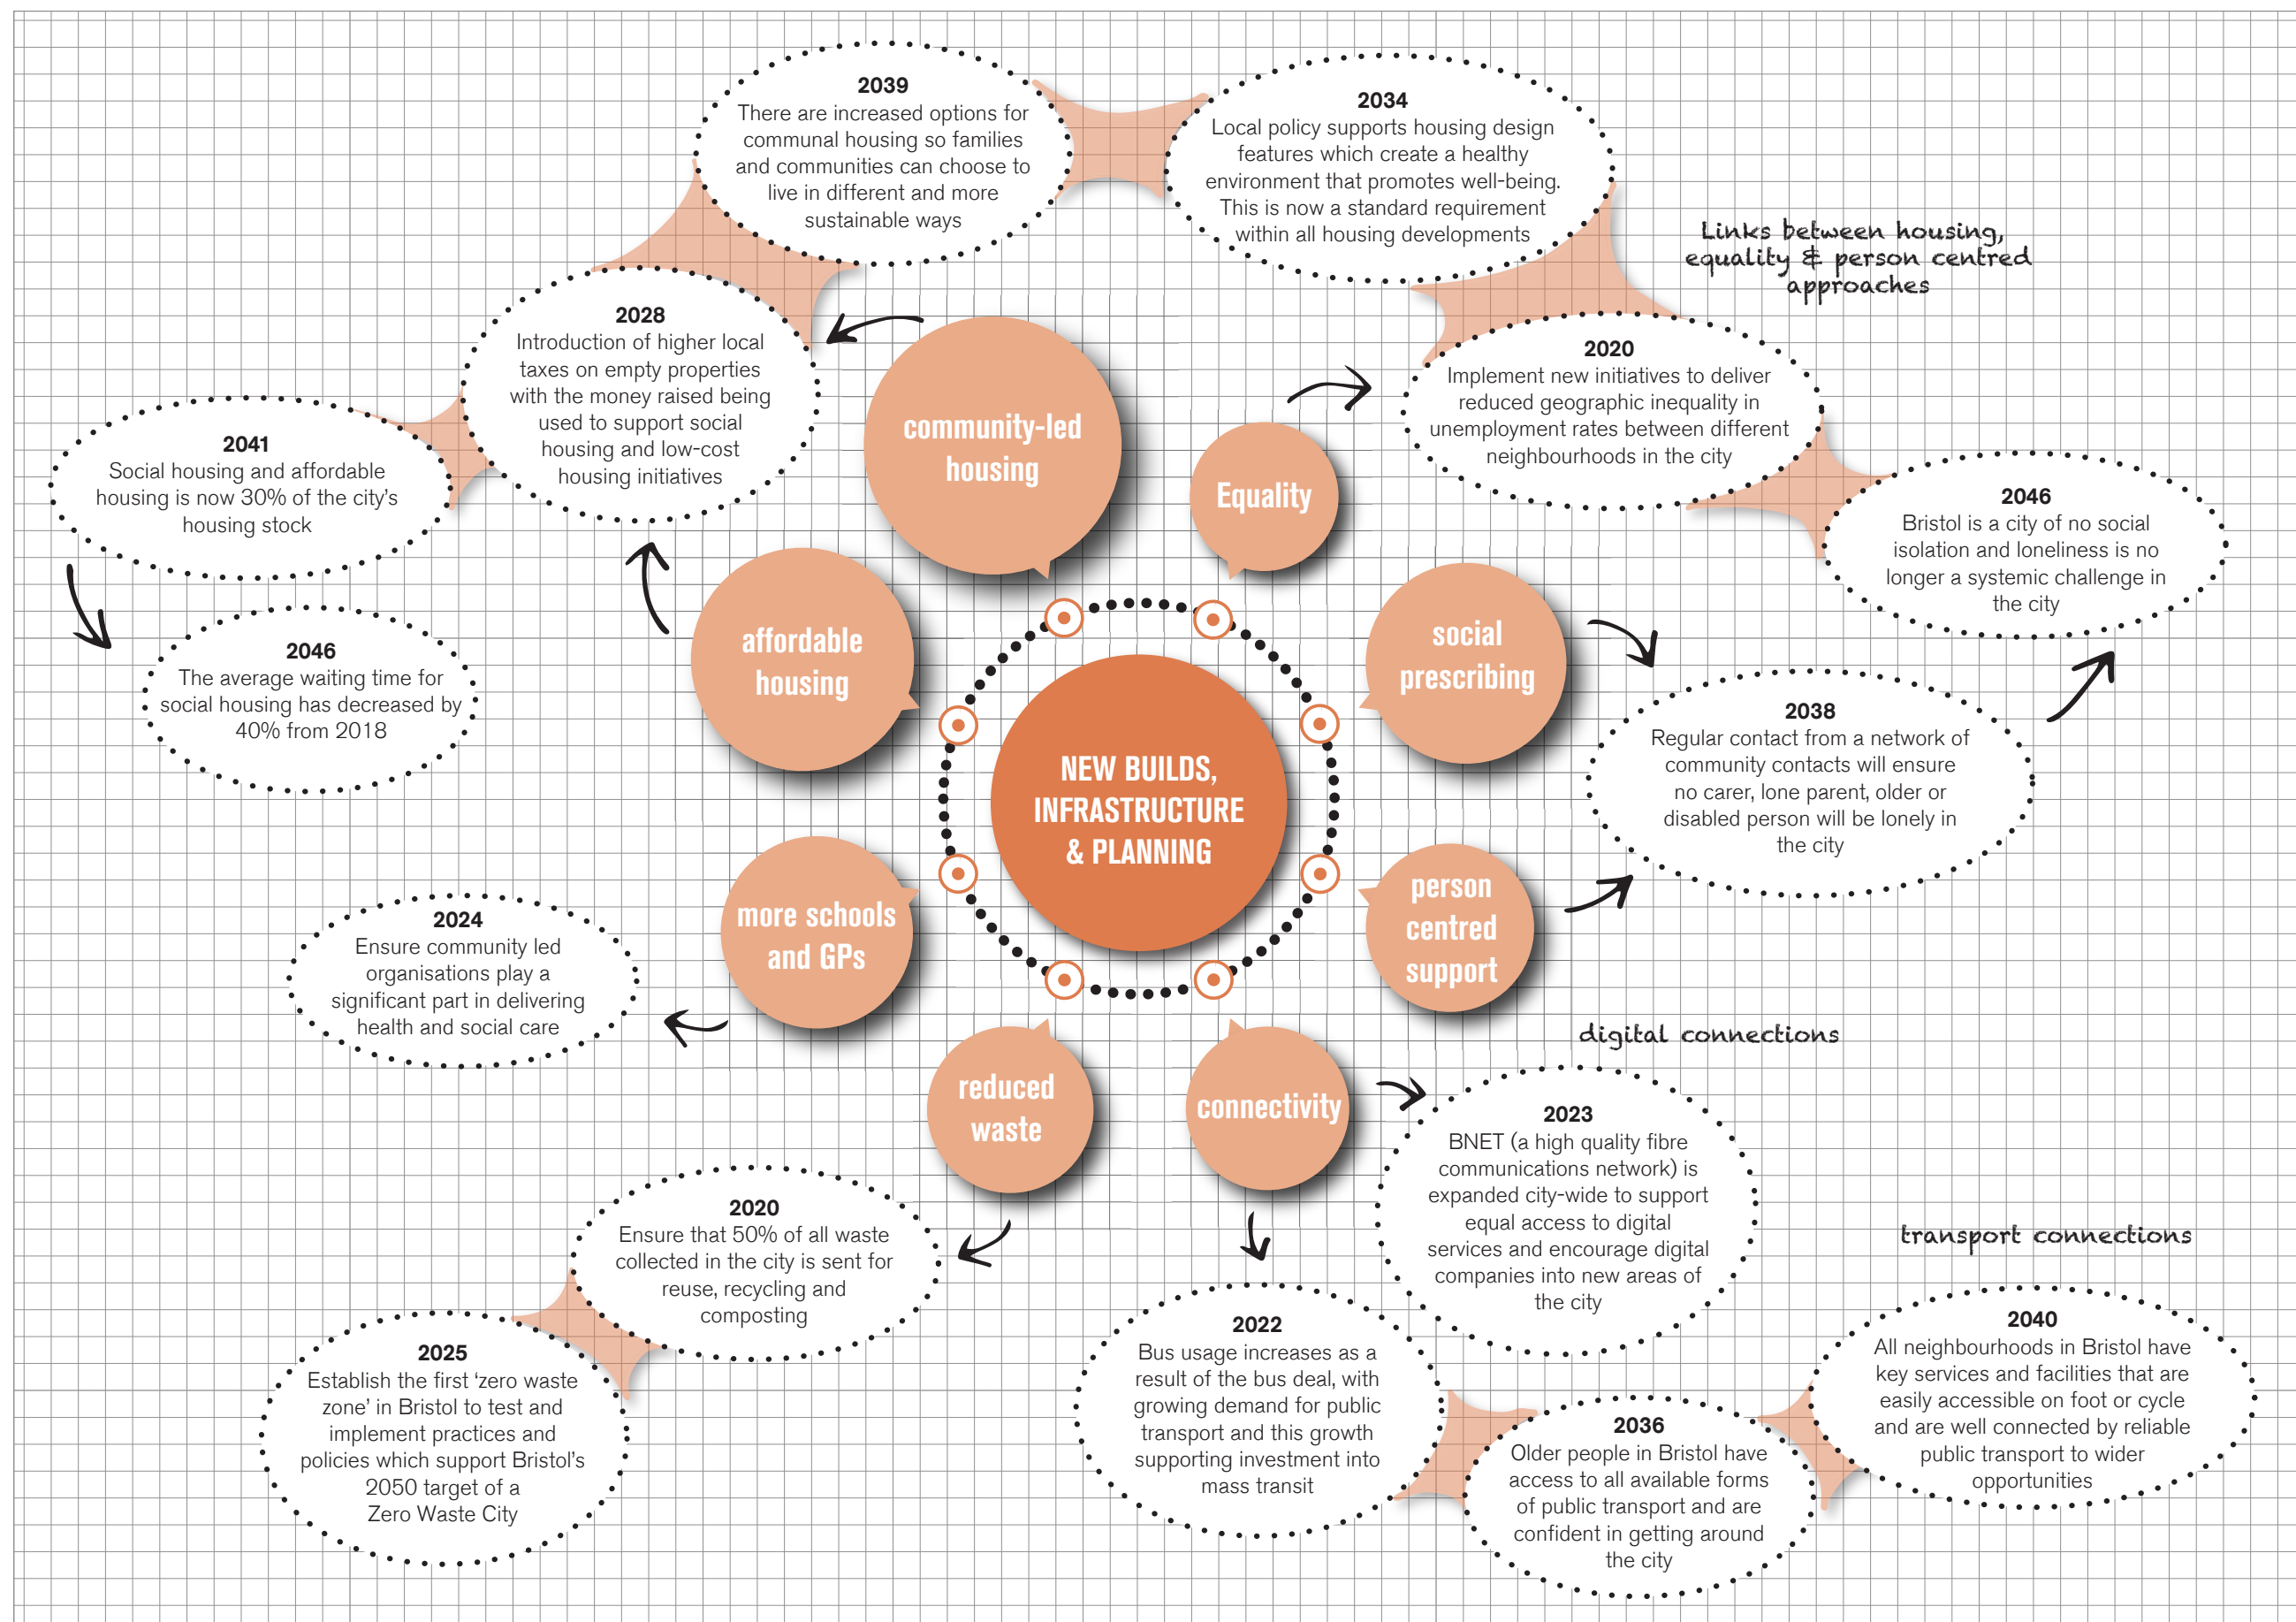 2039
There are increased options for
communal housing so families
and communities can choose to
live in different and more
sustainable ways
2034
Local policy supports housing design
features which create a healthy
environment that promotes well-being.
This is now a standard requirement
within all housing developments
Links between housing,
equality & person centred
approaches
2028
Introduction of higher local
taxes on empty properties
with the money raised being
used to support social
housing and low-cost
housing initiatives
2020
Implement new initiatives to deliver
reduced geographic inequality in
unemployment rates between different
neighbourhoods in the city
2041
Social housing and affordable
housing is now 30% of the city's
housing stock
community-led
housing
Equality
2046
Bristol is a city of no social
isolation and loneliness is no
longer a systemic challenge in
the city
2046
The average waiting time for
social housing has decreased by
40% from 2018
affordable
housing
social
prescribing
2038
Regular contact from a network of
community contacts will ensure
no carer, lone parent, older or
disabled person will be lonely in
the city
NEW BUILDS,
INFRASTRUCTURE
& PLANNING
more schools
and GPs
person
centred
support
2024
Ensure community led
organisations play a
significant part in delivering
health and social care
digital connections
reduced
waste
connectivity
2023
BNET (a high quality fibre
communications network) is
expanded city-wide to support
equal access to digital
services and encourage digital
companies into new areas of
the city
2020
Ensure that 50% of all waste
collected in the city is sent for
reuse, recycling and
composting
transport connections
2025
Establish the first ‘zero waste
zone’ in Bristol to test and
implement practices and
policies which support Bristol’s
2050 target of a
Zero Waste City
2022
Bus usage increases as a
result of the bus deal, with
growing demand for public
transport and this growth
supporting investment into
mass transit
2036
Older people in Bristol have
access to all available forms
of public transport and are
confident in getting around
the city
2040
All neighbourhoods in Bristol have
key services and facilities that are
easily accessible on foot or cycle
and are well connected by reliable
public transport to wider
opportunities